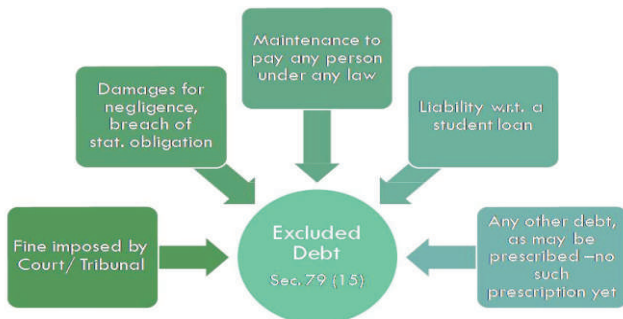 Maintenance to
pay any person
under any law
Damages for
negligence,
breach of
stat. obligation
Liability w.r.t. a
student loan
Fine imposed by
Court/ Tribunal
Excluded
Debt
Sec. 79 (15)
Any other debt,
as may be
prescribed –no
such
prescription yet